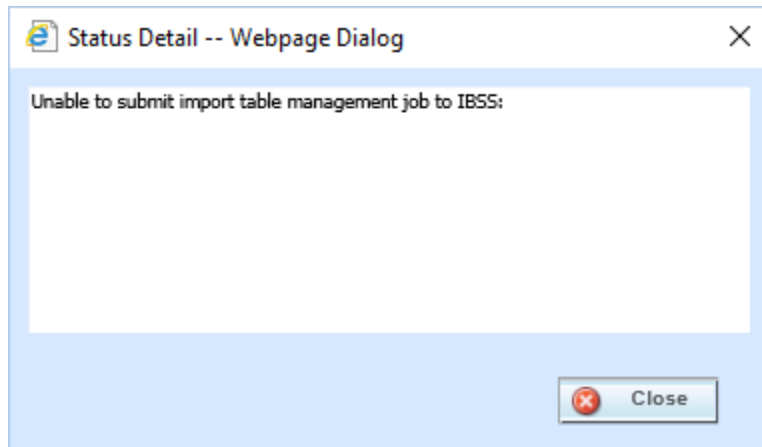 Status Detail -- Webpage Dialog
Unable to submit import table management job to IBSS:
Close